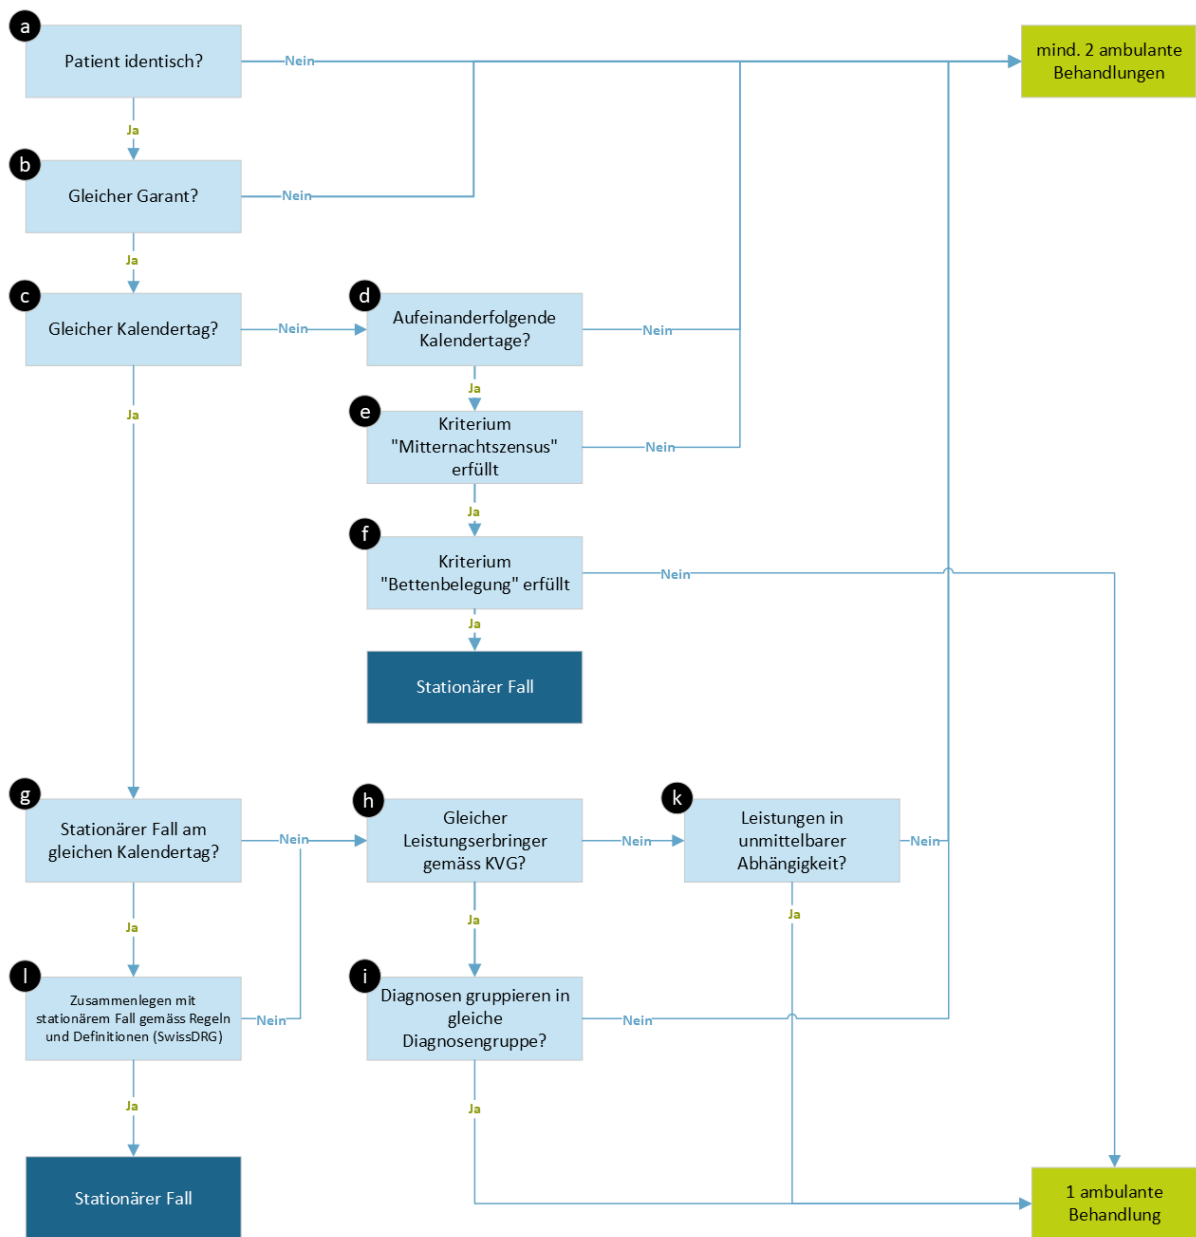 a
Patient identisch?
Nein
mind. 2 ambulante
Behandlungen
Ja
b
Gleicher Garant?
Nein
Ja
c
Gleicher Kalendertag?
Nein
d
Aufeinanderfolgende
Kalendertage?
Nein
Ja
Ja
e
Kriterium
"Mitternachtszensus"
erfüllt
Nein
Ja
f
Kriterium
"Bettenbelegung" erfüllt
Nein
Ja
Stationärer Fall
g
Stationärer Fall am
gleichen Kalendertag?
Nein
h
Gleicher
Leistungserbringer
gemäss KVG?
Nein
k
Leistungen in
unmittelbarer
Abhängigkeit?
Nein
Ja
Ja
Ja
l
Zusammenlegen mit
stationärem Fall gemäss Regeln
und Definitionen (SwissDRG)
Nein
i
Diagnosen gruppieren in
gleiche
Diagnosengruppe?
Nein
Ja
Ja
Stationärer Fall
1 ambulante
Behandlung